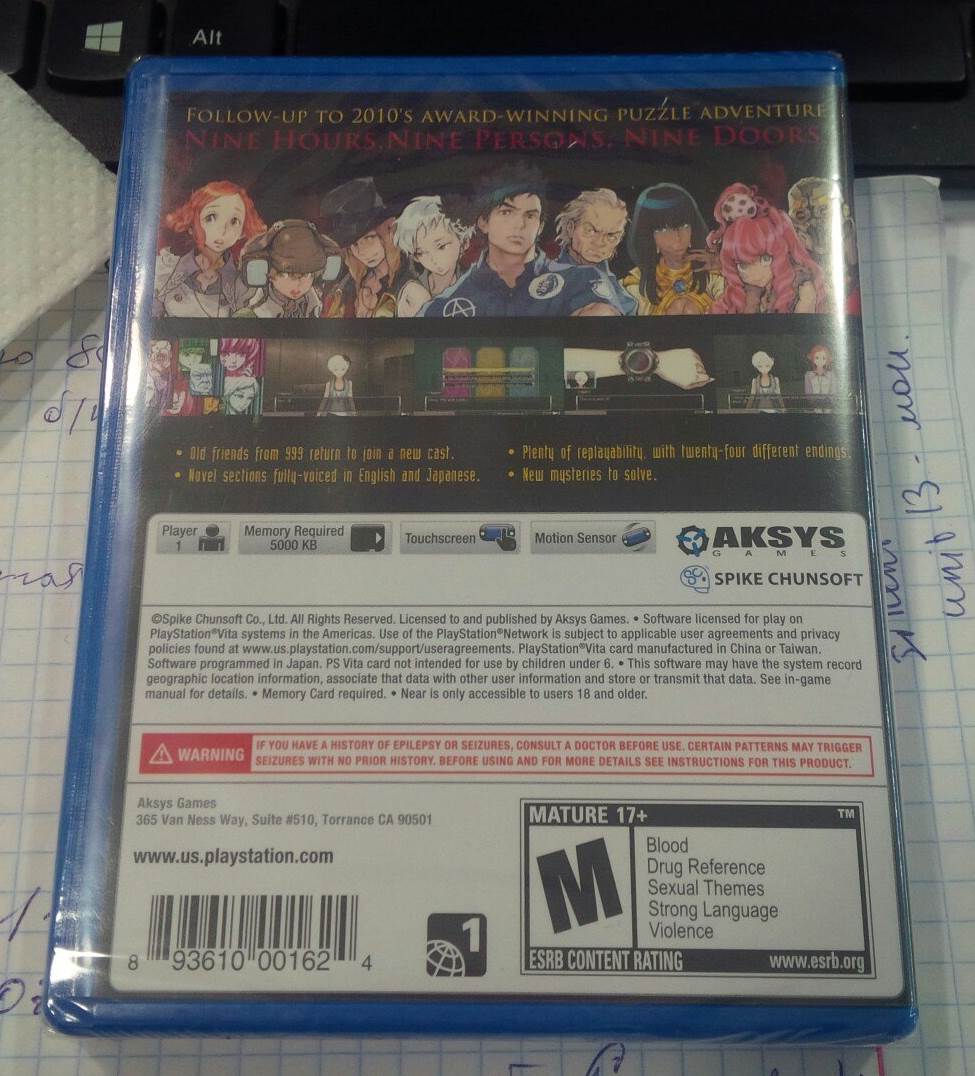 Alt
FOLLOW-UP TO 2010'S AWARD-WINNING PUZZLE ADVENTURE
NINE HOURS, NINE PERSONS, NINE DOORS
• Old friends from 999 return to join a new cast.
• Novel sections fully-voiced in English and Japanese.
• Plenty of replayability, with twenty-four different endings.
• New mysteries to solve.
Player
1
Memory Required
5000 KB
Touchscreen
Motion Sensor
AKSYS
GAMES
SPIKE CHUNSOFT
©Spike Chunsoft Co., Ltd. All Rights Reserved. Licensed to and published by Aksys Games. • Software licensed for play on
PlayStation®Vita systems in the Americas. Use of the PlayStation®Network is subject to applicable user agreements and privacy
policies found at www.us.playstation.com/support/useragreements. PlayStation®Vita card manufactured in China or Taiwan.
Software programmed in Japan. PS Vita card not intended for use by children under 6. • This software may have the system record
geographic location information, associate that data with other user information and store or transmit that data. See in-game
manual for details. • Memory Card required. • Near is only accessible to users 18 and older.
WARNING
IF YOU HAVE A HISTORY OF EPILEPSY OR SEIZURES, CONSULT A DOCTOR BEFORE USE. CERTAIN PATTERNS MAY TRIGGER
SEIZURES WITH NO PRIOR HISTORY. BEFORE USING AND FOR MORE DETAILS SEE INSTRUCTIONS FOR THIS PRODUCT.
Aksys Games
365 Van Ness Way, Suite #510, Torrance CA 90501
www.us.playstation.com
8 93610 00162 4
1
MATURE 17+ TM
M
Blood
Drug Reference
Sexual Themes
Strong Language
Violence
ESRB CONTENT RATING www.esrb.org